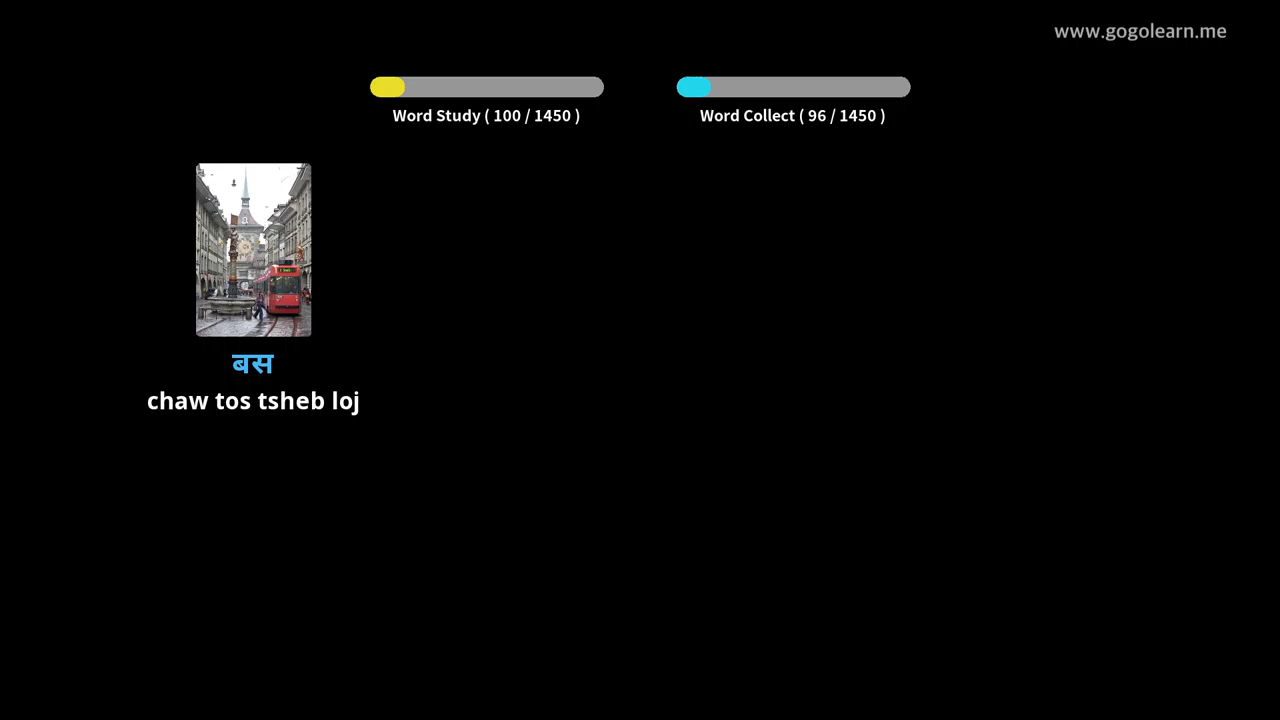 www.gogolearn.me
Word Study ( 100 / 1450 )
Word Collect ( 96 / 1450 )
बस
chaw tos tsheb loj